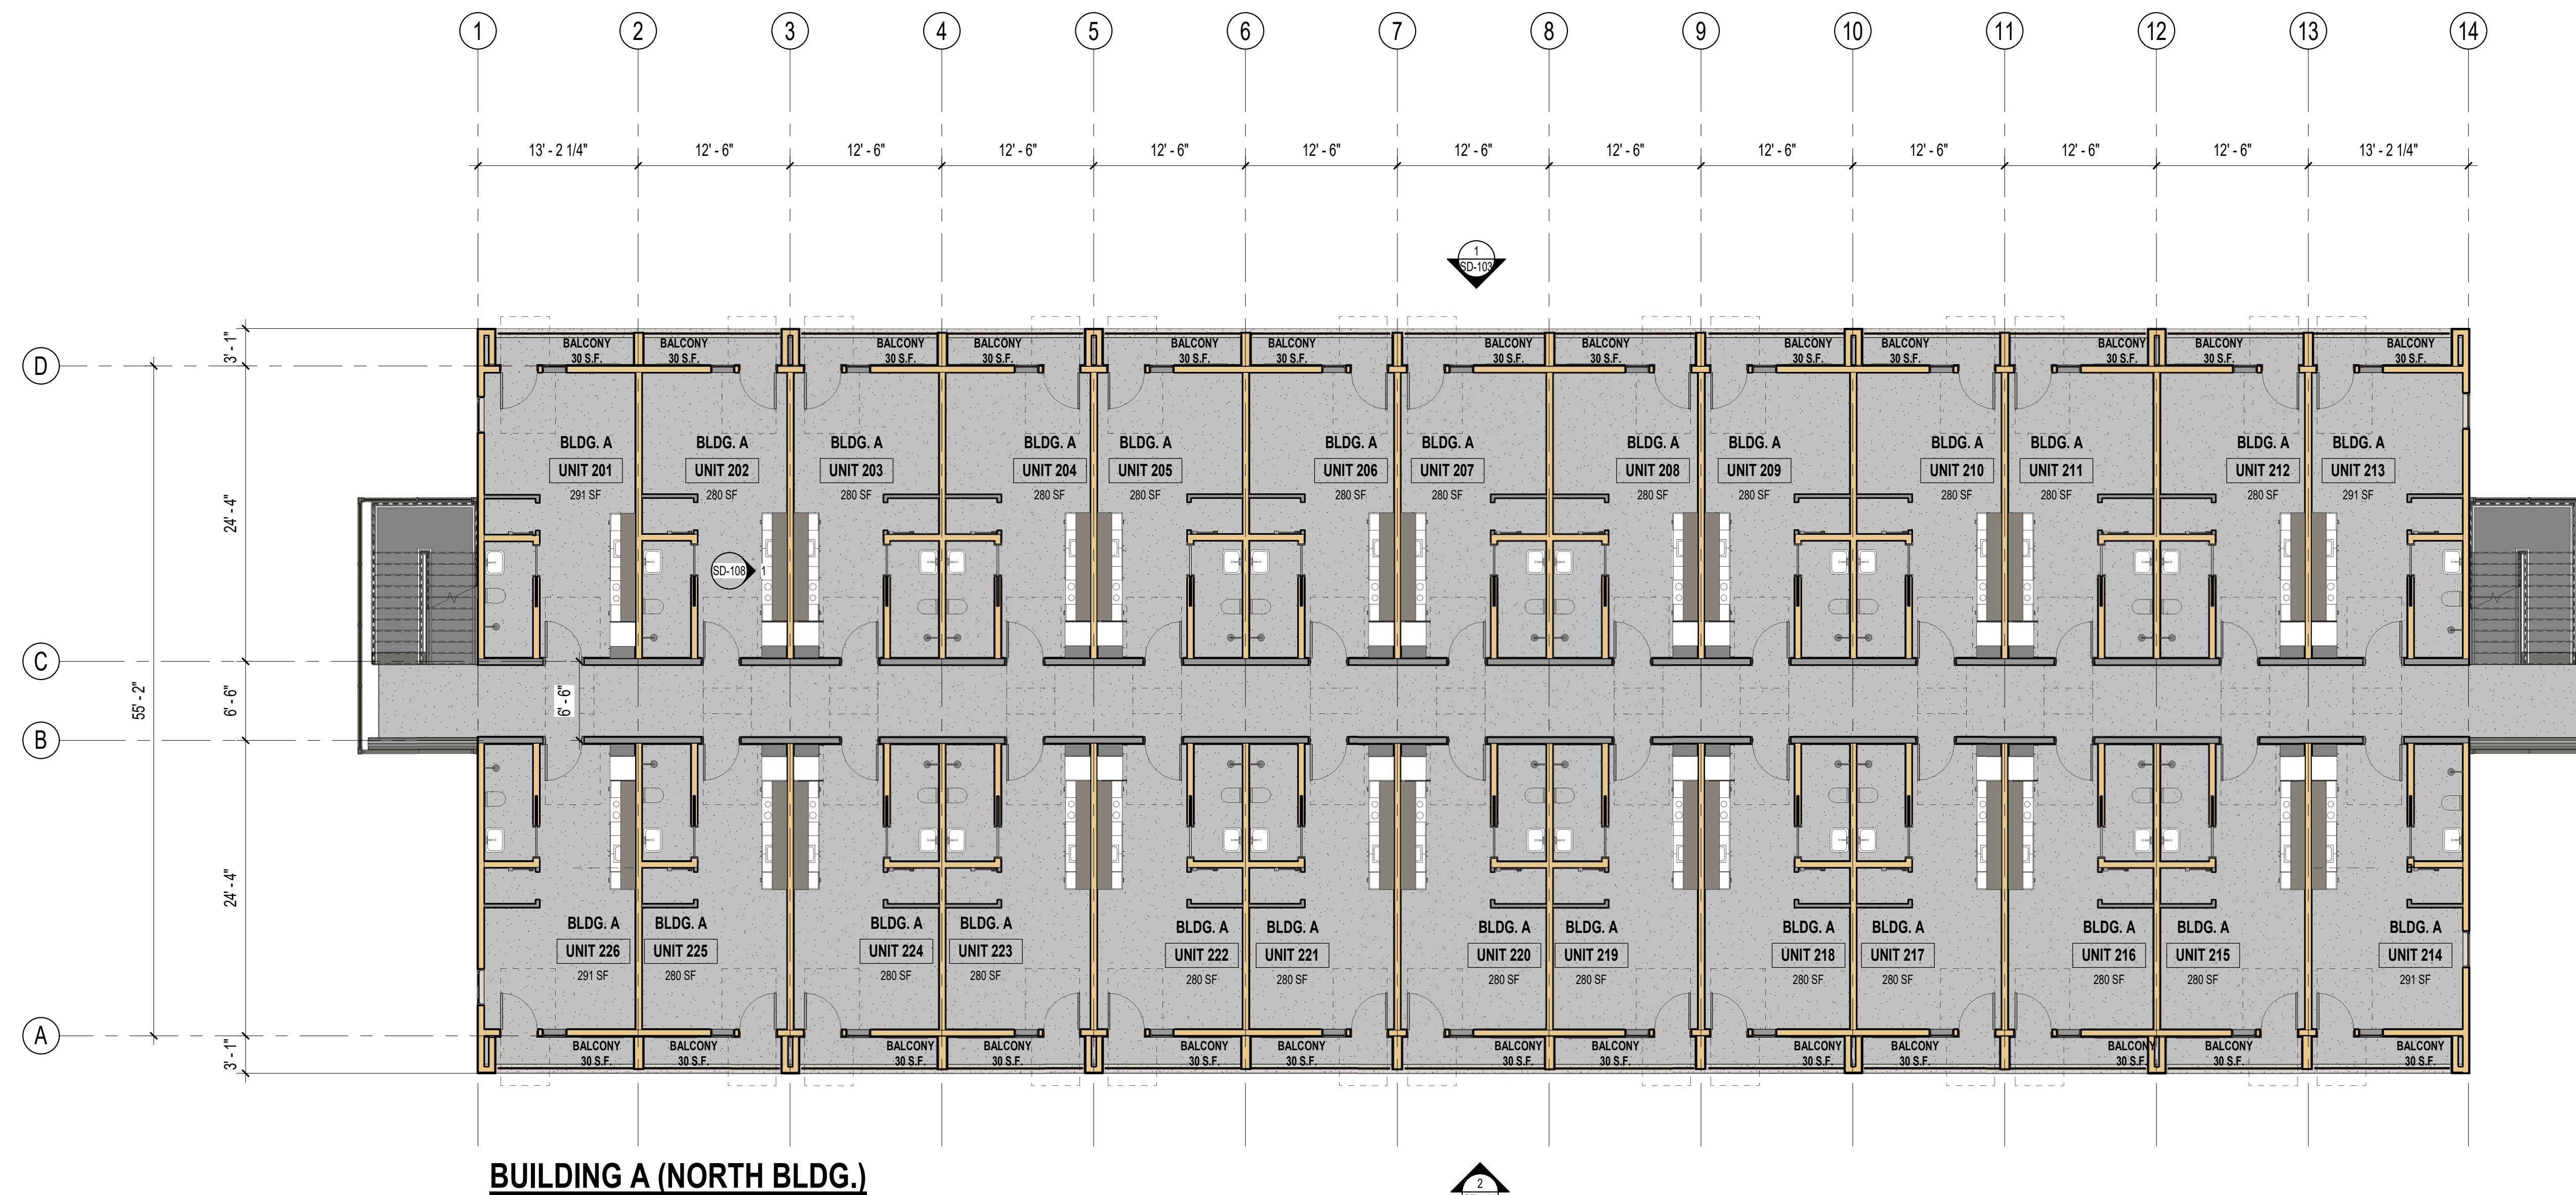 1 2 3 4 5 6 7 8 9 10 11 12 13 14
13' - 2 1/4" 12' - 6" 12' - 6" 12' - 6" 12' - 6" 12' - 6" 12' - 6" 12' - 6" 12' - 6" 12' - 6" 12' - 6" 12' - 6" 13' - 2 1/4"
1
SD-103
3' - 1"
BALCONY BALCONY BALCONY BALCONY BALCONY BALCONY BALCONY BALCONY BALCONY BALCONY BALCONY BALCONY BALCONY
30 S.F. 30 S.F. 30 S.F. 30 S.F. 30 S.F. 30 S.F. 30 S.F. 30 S.F. 30 S.F. 30 S.F. 30 S.F. 30 S.F. 30 S.F.
D
BLDG. A BLDG. A BLDG. A BLDG. A BLDG. A BLDG. A BLDG. A BLDG. A BLDG. A BLDG. A BLDG. A BLDG. A BLDG. A
UNIT 201 UNIT 202 UNIT 203 UNIT 204 UNIT 205 UNIT 206 UNIT 207 UNIT 208 UNIT 209 UNIT 210 UNIT 211 UNIT 212 UNIT 213
291 SF 280 SF 280 SF 280 SF 280 SF 280 SF 280 SF 280 SF 280 SF 280 SF 280 SF 280 SF 291 SF
24' - 4"
SD-108 1
C
55' - 2" 6' - 6" 6' - 6"
B
24' - 4"
BLDG. A BLDG. A BLDG. A BLDG. A BLDG. A BLDG. A BLDG. A BLDG. A BLDG. A BLDG. A BLDG. A BLDG. A BLDG. A
UNIT 226 UNIT 225 UNIT 224 UNIT 223 UNIT 222 UNIT 221 UNIT 220 UNIT 219 UNIT 218 UNIT 217 UNIT 216 UNIT 215 UNIT 214
291 SF 280 SF 280 SF 280 SF 280 SF 280 SF 280 SF 280 SF 280 SF 280 SF 280 SF 280 SF 291 SF
A
3' - 1"
BALCONY BALCONY BALCONY BALCONY BALCONY BALCONY BALCONY BALCONY BALCONY BALCONY BALCONY BALCONY BALCONY
30 S.F. 30 S.F. 30 S.F. 30 S.F. 30 S.F. 30 S.F. 30 S.F. 30 S.F. 30 S.F. 30 S.F. 30 S.F. 30 S.F. 30 S.F.
BUILDING A (NORTH BLDG.)
2